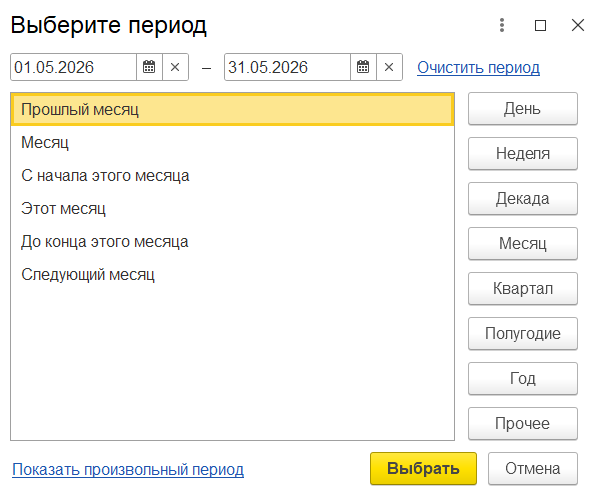 Выберите период
01.05.2026 – 31.05.2026 Очистить период
Прошлый месяц
Месяц
С начала этого месяца
Этот месяц
До конца этого месяца
Следующий месяц
День
Неделя
Декада
Месяц
Квартал
Полугодие
Год
Прочее
Показать произвольный период
Выбрать
Отмена